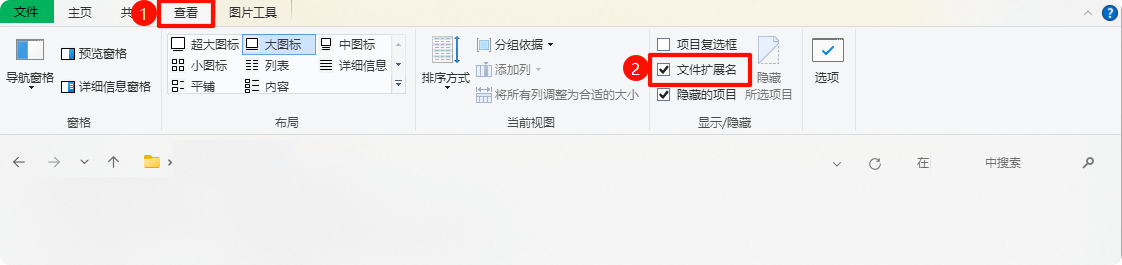 文件 主页 共 1 查看 图片工具
导航窗格
预览窗格
详细信息窗格
窗格
超大图标 大图标 中图标
小图标 列表 详细信息
平铺 内容
布局
排序方式
分组依据
添加列
将所有列调整为合适的大小
当前视图
项目复选框
2 文件扩展名
隐藏的项目
隐藏
所选项目
显示/隐藏
选项
在 中搜索